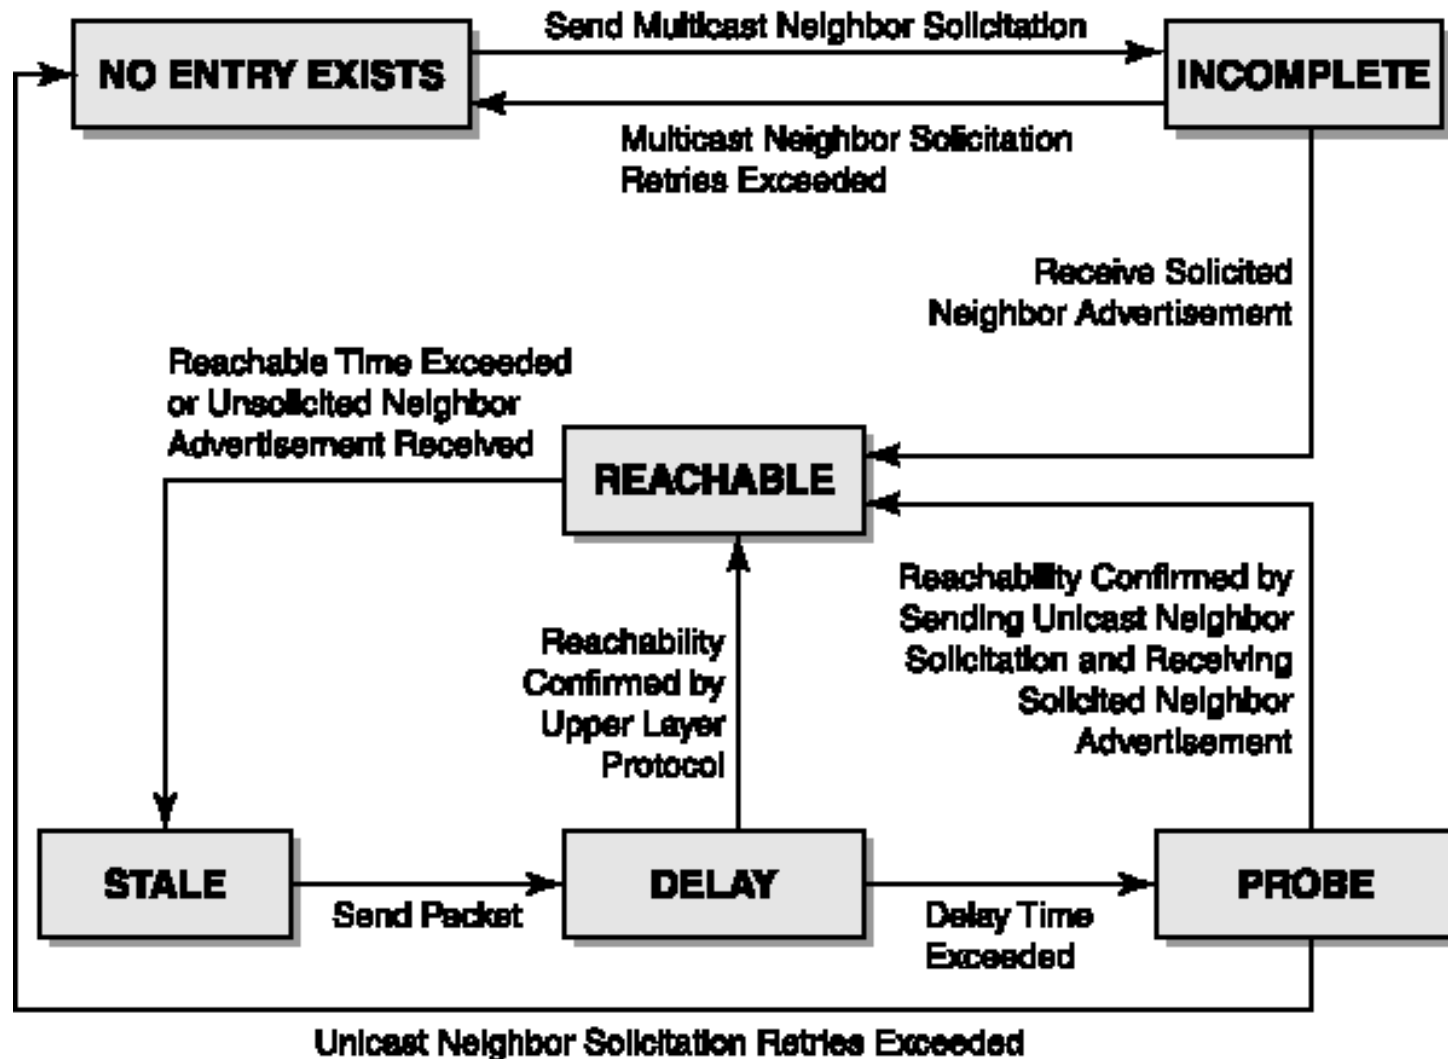 Send Multicast Neighbor Solicitation
NO ENTRY EXISTS
INCOMPLETE
Multicast Neighbor Solicitation
Retries Exceeded
Receive Solicited
Neighbor Advertisement
Reachable Time Exceeded
or Unsolicited Neighbor
Advertisement Received
REACHABLE
Reachability Confirmed by
Sending Unicast Neighbor
Solicitation and Receiving
Solicited Neighbor
Advertisement
Reachability
Confirmed by
Upper Layer
Protocol
STALE
Send Packet
DELAY
Delay Time
Exceeded
PROBE
Unicast Neighbor Solicitation Retries Exceeded